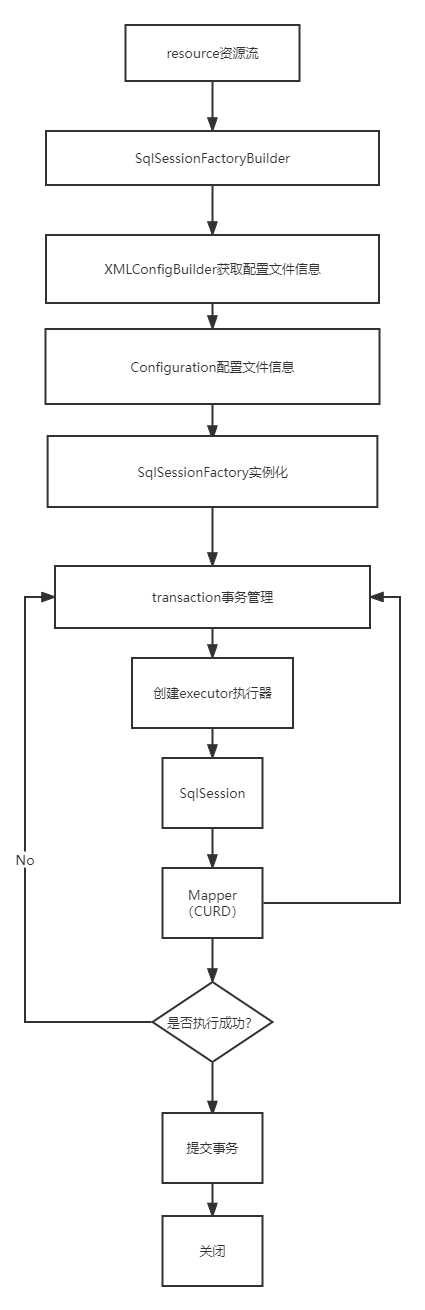 resource资源流
SqlSessionFactoryBuilder
XMLConfigBuilder获取配置文件信息
Configuration配置文件信息
SqlSessionFactory实例化
transaction事务管理
创建executor执行器
SqlSession
No
Mapper
（CURD）
是否执行成功？
提交事务
关闭